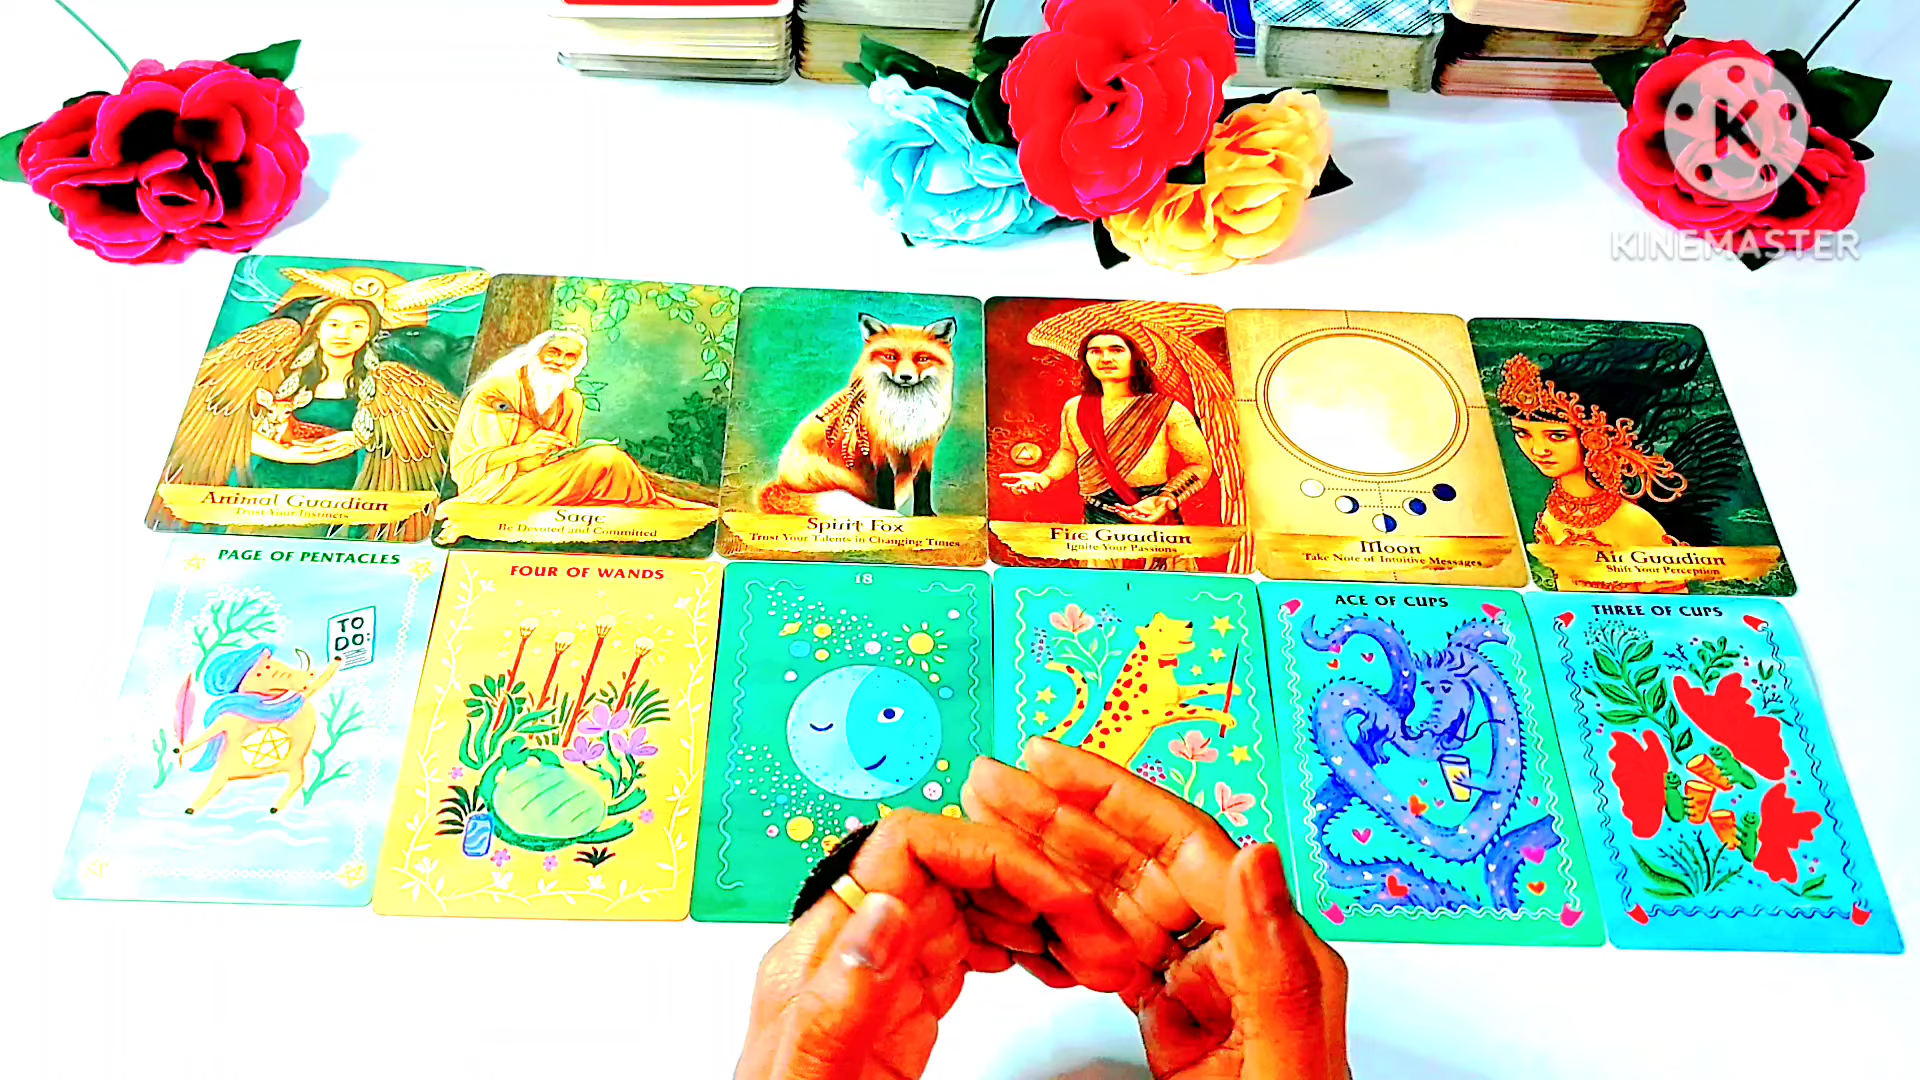 K
KINEMASTER
Animal Guardian
Trust Your Instincts
Sage
Be Devoted and Committed
Spirit Fox
Trust Your Talents in Changing Times
Fire Guardian
Ignite Your Passions
Moon
Take Note of Intuitive Messages
Air Guardian
Shift Your Perception
PAGE OF PENTACLES
TO
DO:
FOUR OF WANDS
18
1
ACE OF CUPS
THREE OF CUPS